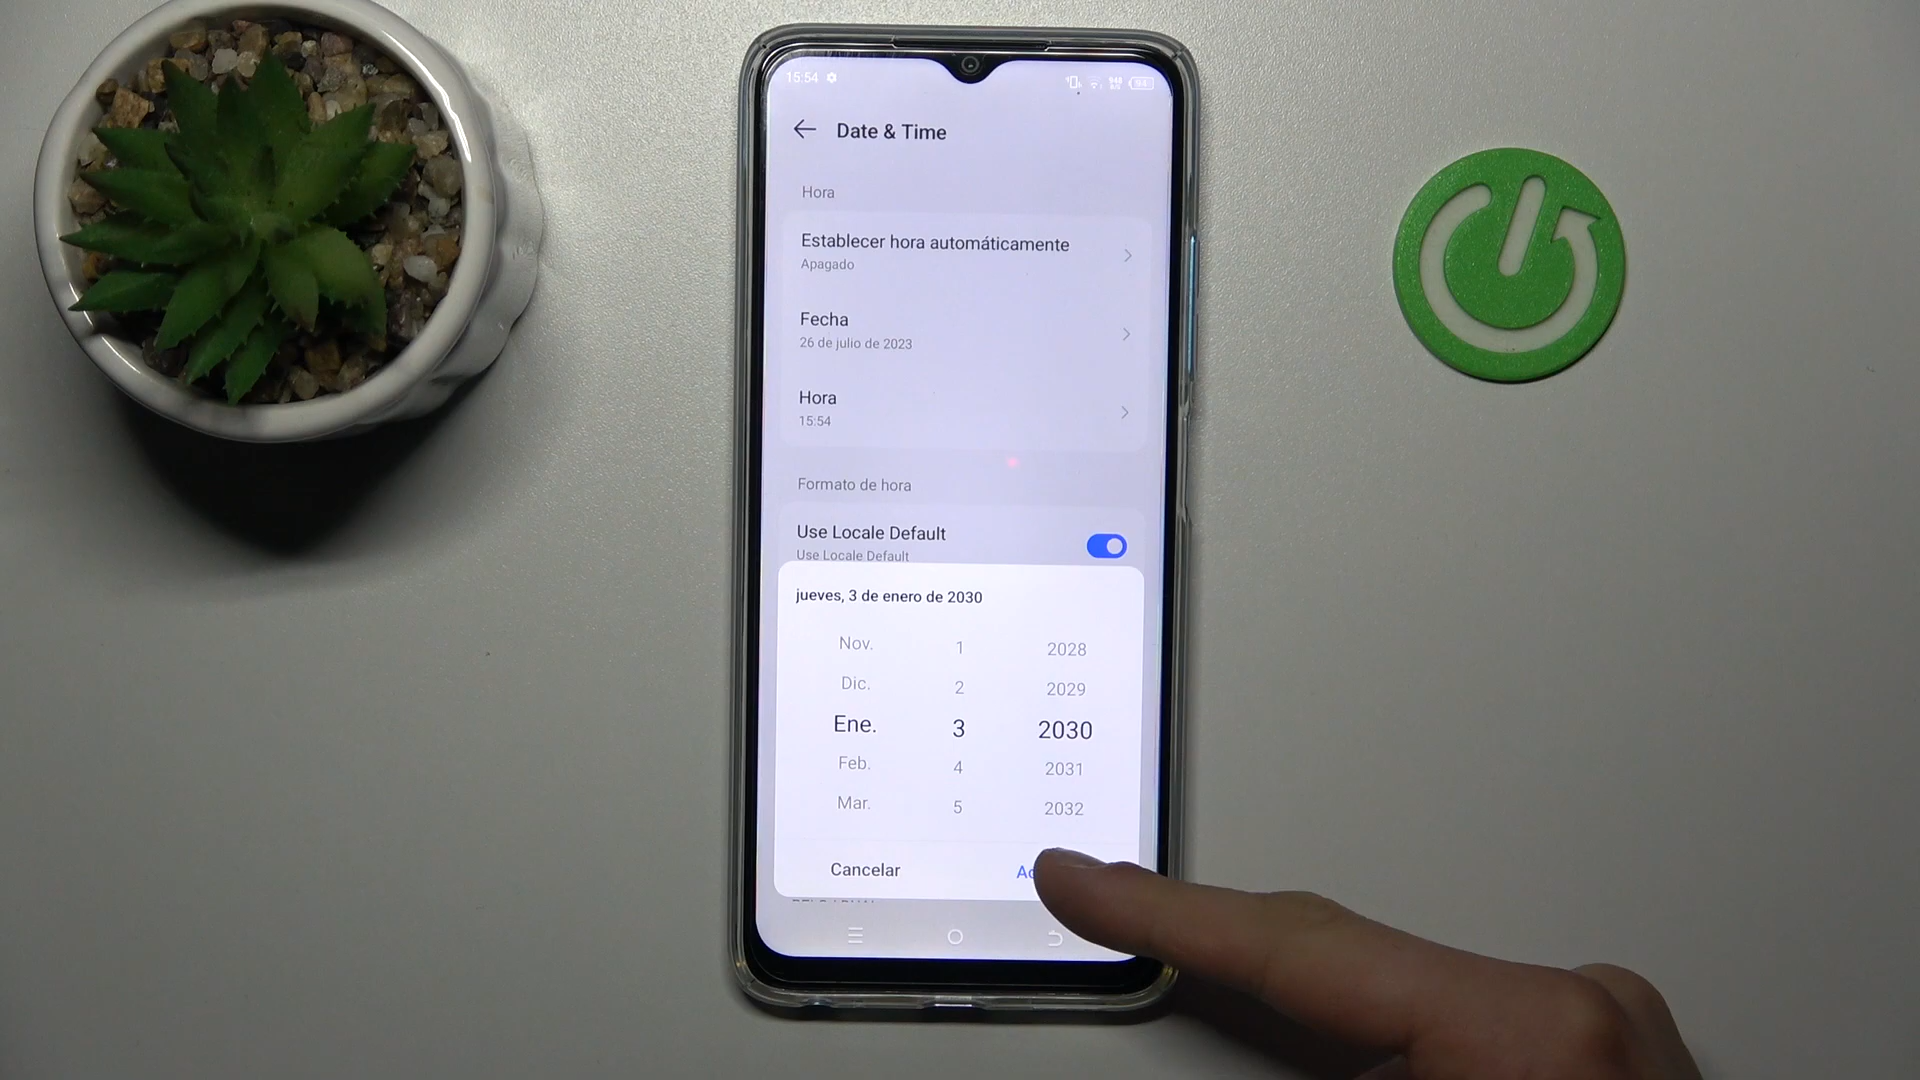 15:54
Date & Time
Hora
Establecer hora automáticamente
Apagado
Fecha
26 de julio de 2023
Hora
15:54
Formato de hora
Use Locale Default
Use Locale Default
jueves, 3 de enero de 2030
Nov. 1 2028
Dic. 2 2029
Ene. 3 2030
Feb. 4 2031
Mar. 5 2032
Cancelar